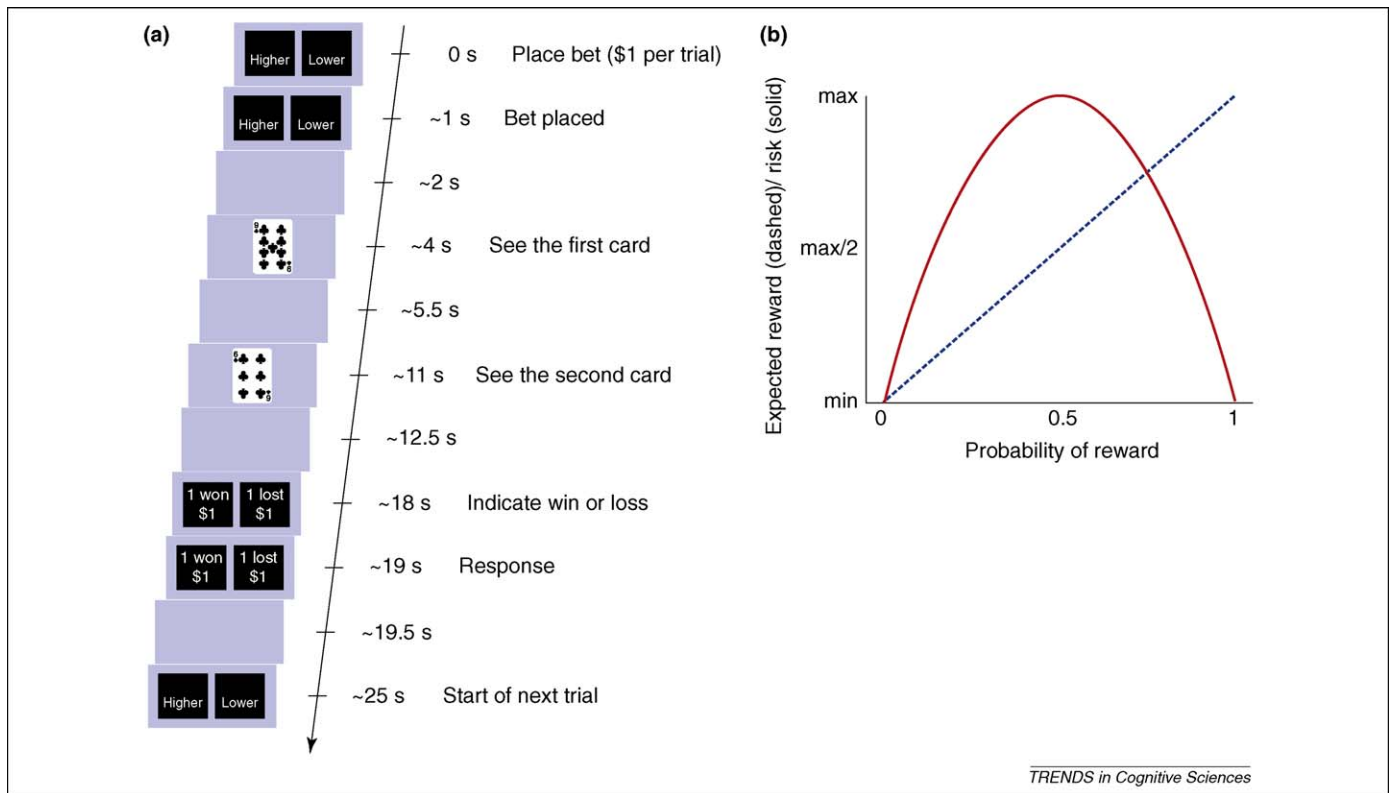 (a)
Higher Lower
0 s Place bet ($1 per trial)
Higher Lower
~1 s Bet placed
~2 s
9
6
~4 s See the first card
~5.5 s
6
9
~11 s See the second card
~12.5 s
1 won 1 lost
$1 $1
~18 s Indicate win or loss
1 won 1 lost
$1 $1
~19 s Response
~19.5 s
Higher Lower
~25 s Start of next trial
(b)
Expected reward (dashed)/ risk (solid)
max
max/2
min
0 0.5 1
Probability of reward
TRENDS in Cognitive Sciences